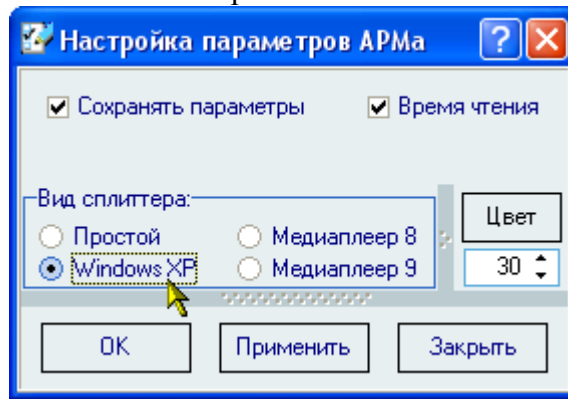 Настройка параметров АРМа
Сохранять параметры Время чтения
Вид сплиттера:
Простой Медиаплеер 8 Цвет
Windows XP Медиаплеер 9 30
ОК Применить Закрыть